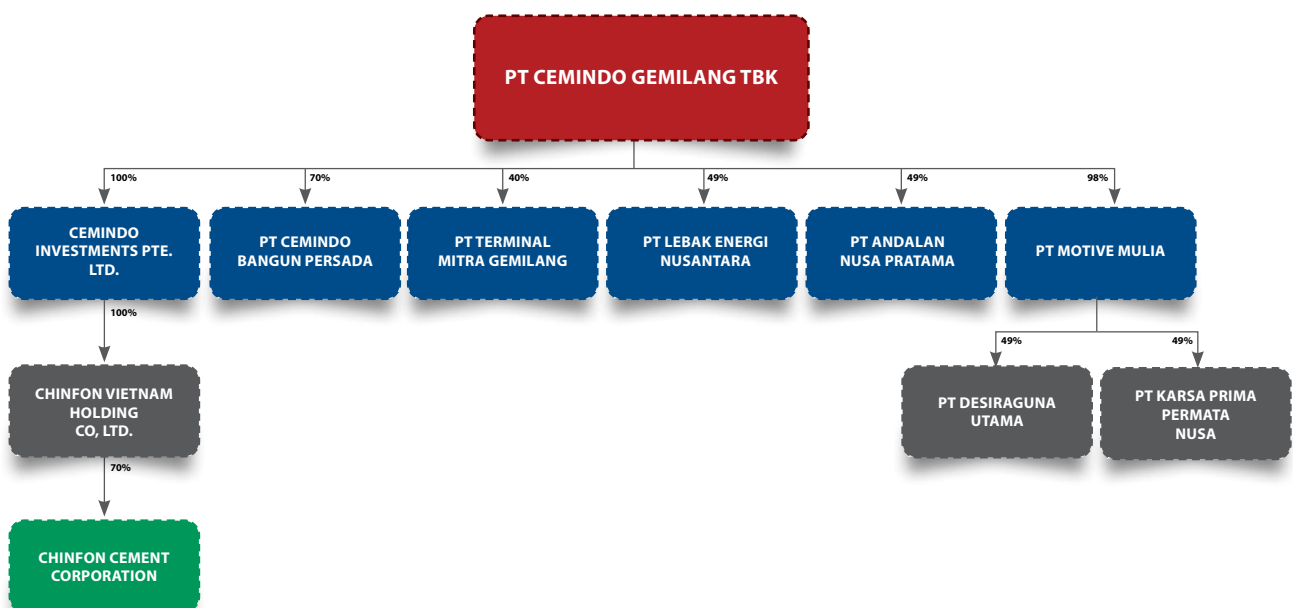 PT CEMINDO GEMILANG TBK
100%
70%
40%
49%
49%
98%
CEMINDO
INVESTMENTS PTE.
LTD.
PT CEMINDO
BANGUN PERSADA
PT TERMINAL
MITRA GEMILANG
PT LEBAK ENERGI
NUSANTARA
PT ANDALAN
NUSA PRATAMA
PT MOTIVE MULIA
100%
49%
49%
CHINFON VIETNAM
HOLDING
CO, LTD.
PT DESIRAGUNA
UTAMA
PT KARSA PRIMA
PERMATA
NUSA
70%
CHINFON CEMENT
CORPORATION